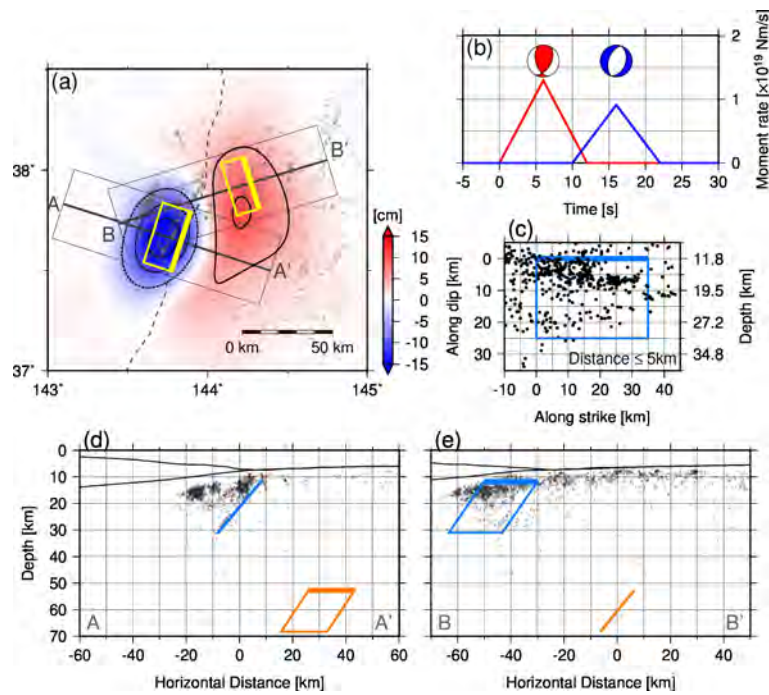 (a)
38°
37°
143°
144°
145°
A
B
B'
A'
0 km
50 km
[cm]
15
10
5
0
-5
-10
-15
(b)
2
1
0
Moment rate [×10¹⁹ Nm/s]
-5 0 5 10 15 20 25 30
Time [s]
(c)
Along dip [km]
0
10
20
30
11.8
19.5
27.2
34.8
Depth [km]
Distance ≤ 5km
-10 0 10 20 30 40
Along strike [km]
(d)
Depth [km]
0
10
20
30
40
50
60
70
A
A'
-60 -40 -20 0 20 40 60
Horizontal Distance [km]
(e)
B
B'
-60 -40 -20 0 20 40
Horizontal Distance [km]